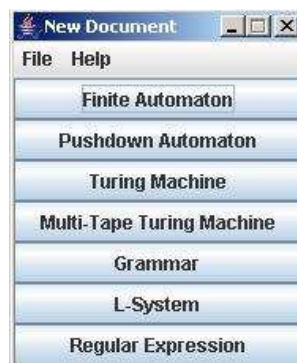 New Document
File Help
Finite Automaton
Pushdown Automaton
Turing Machine
Multi-Tape Turing Machine
Grammar
L-System
Regular Expression